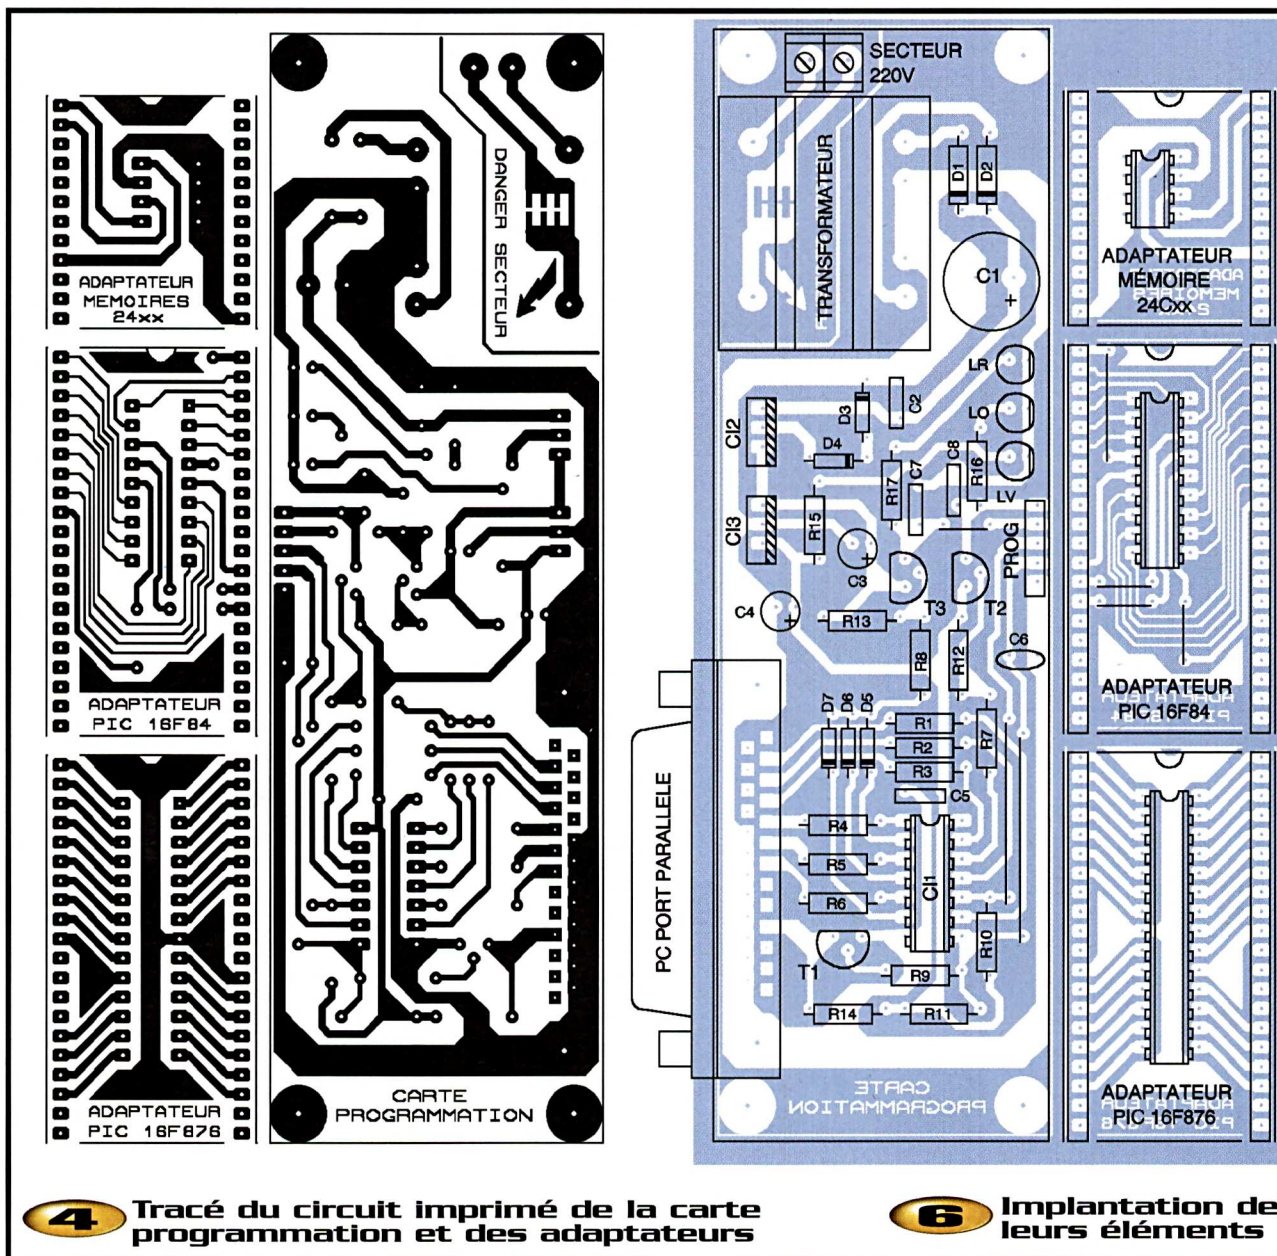 ADAPTATEUR
MEMOIRES
24xx
ADAPTATEUR
PIC 16F84
ADAPTATEUR
PIC 16F876
DANGER SECTEUR
CARTE
PROGRAMMATION
SECTEUR
220V
TRANSFORMATEUR
D1
D2
C1
+
LR
LO
LV
CI2
D3
C2
D4
CI3
R15
R17
C7
C8
R16
PROG
C3
+
C4
+
T3
T2
R13
R8
R12
C6
D7
D6
D5
R1
R2
R3
R7
C5
R4
R5
R6
CI1
T1
R9
R10
R14
R11
PC PORT PARALLELE
CARTE
PROGRAMMATION
ADAPTATEUR
MÉMOIRE
24Cxx
ADAPTATEUR
PIC 16F84
ADAPTATEUR
PIC 16F876
4 Tracé du circuit imprimé de la carte
programmation et des adaptateurs
6 Implantation de
leurs éléments